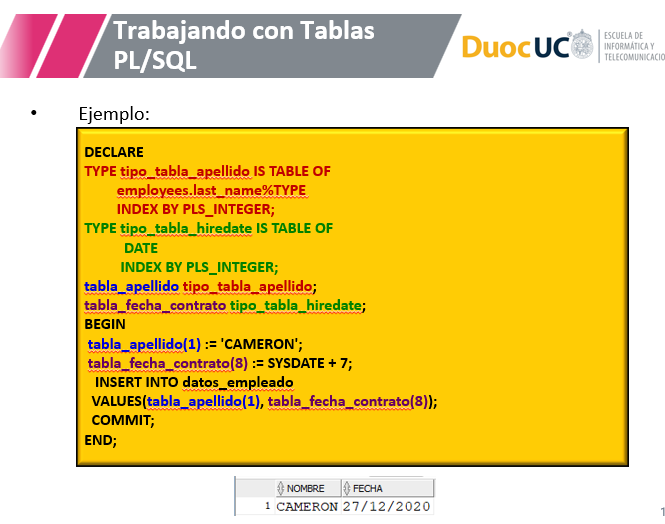 Trabajando con Tablas
PL/SQL
DuocUC®
ESCUELA DE
INFORMÁTICA Y
TELECOMUNICACIO
• Ejemplo:
DECLARE
TYPE tipo_tabla_apellido IS TABLE OF
employees.last_name%TYPE
INDEX BY PLS_INTEGER;
TYPE tipo_tabla_hiredate IS TABLE OF
DATE
INDEX BY PLS_INTEGER;
tabla_apellido tipo_tabla_apellido;
tabla_fecha_contrato tipo_tabla_hiredate;
BEGIN
tabla_apellido(1) := 'CAMERON';
tabla_fecha_contrato(8) := SYSDATE + 7;
INSERT INTO datos_empleado
VALUES(tabla_apellido(1), tabla_fecha_contrato(8));
COMMIT;
END;
NOMBRE FECHA
1 CAMERON 27/12/2020
1